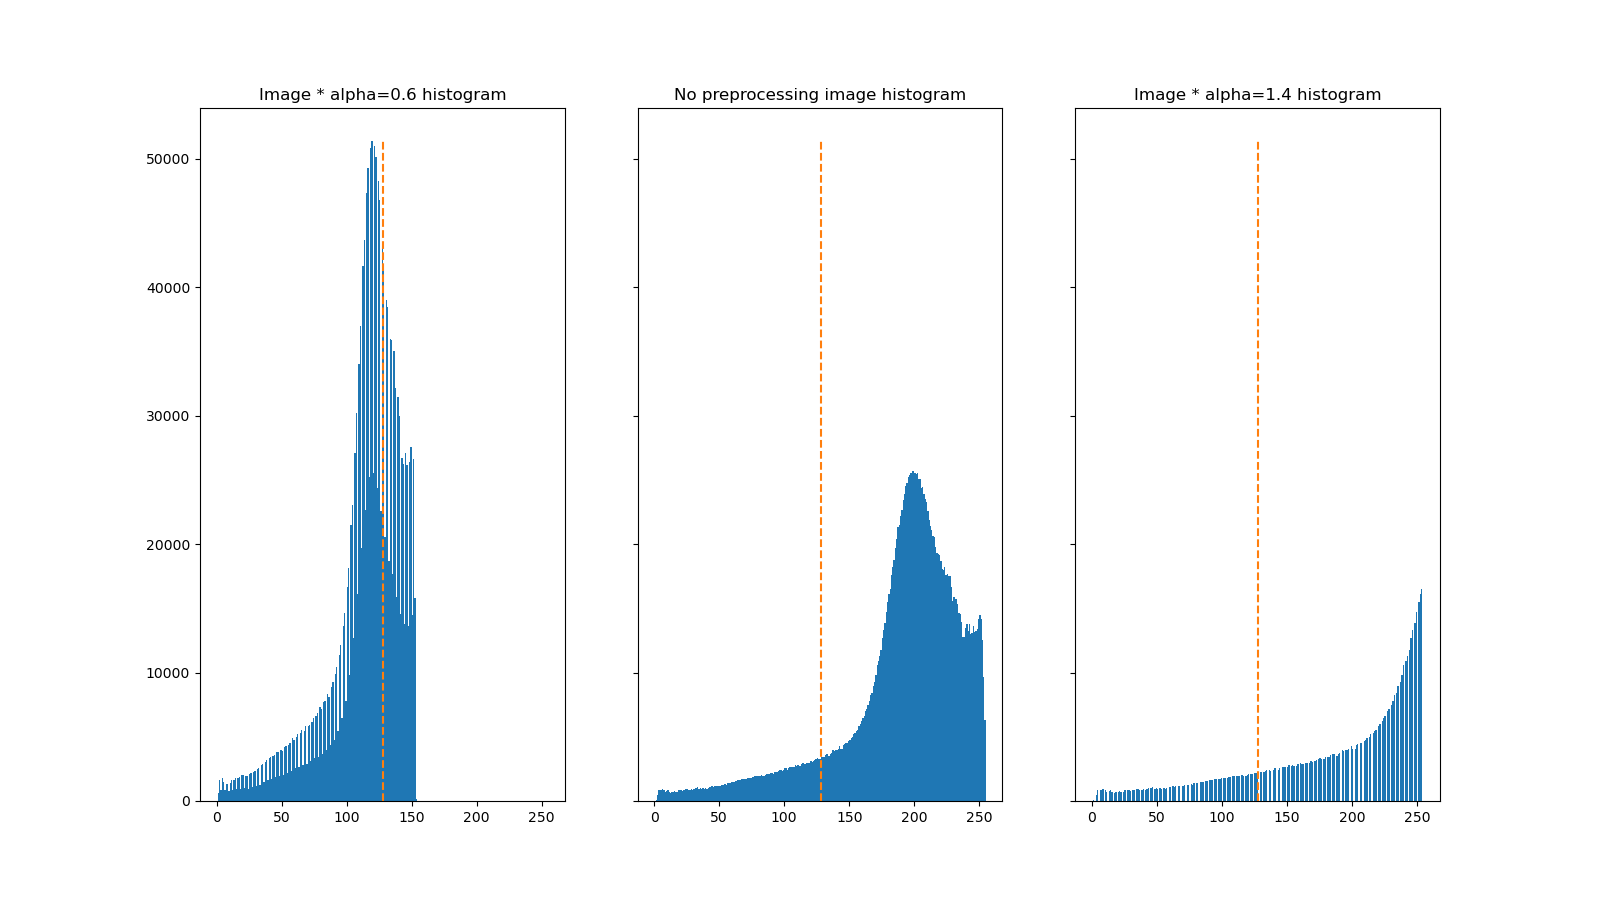 Image * alpha=0.6 histogram
No preprocessing image histogram
Image * alpha=1.4 histogram
50000
40000
30000
20000
10000
0
0 50 100 150 200 250
0 50 100 150 200 250
0 50 100 150 200 250